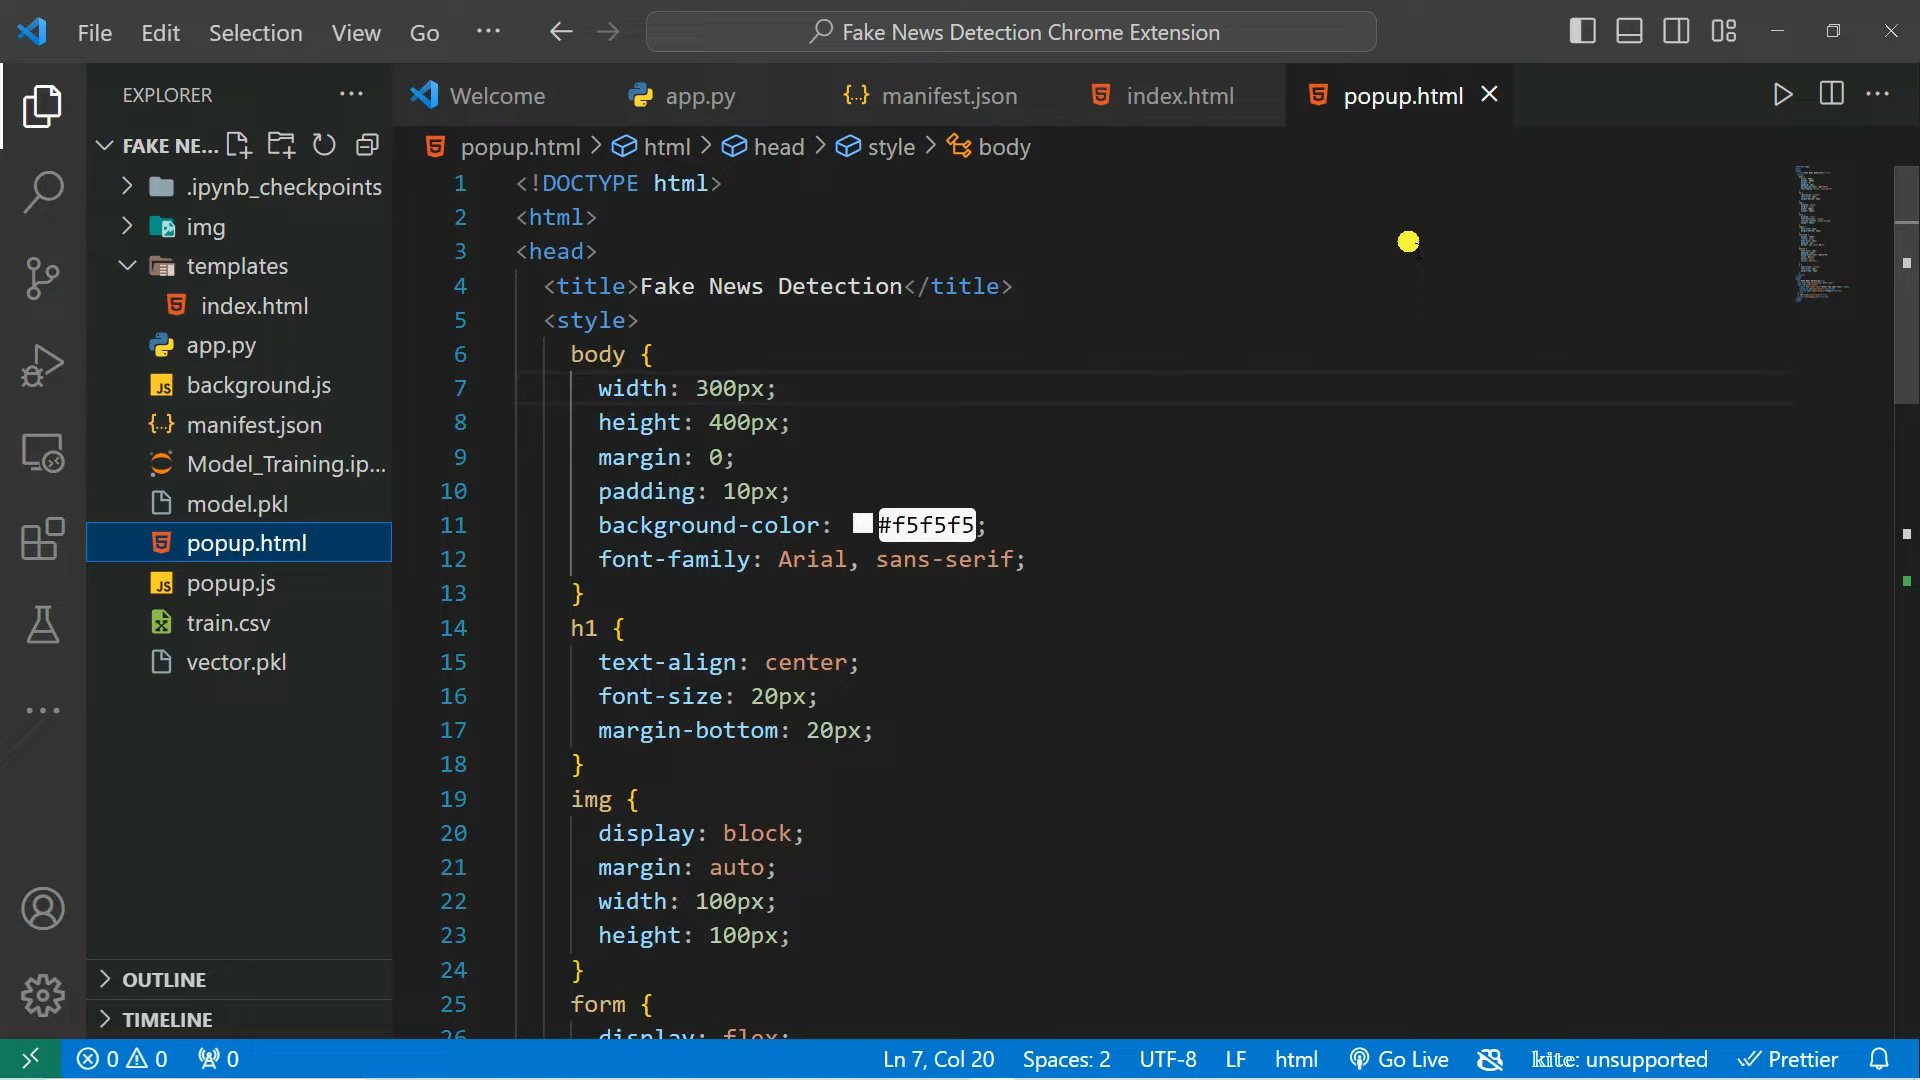 File Edit Selection View Go ··· Fake News Detection Chrome Extension
EXPLORER
FAKE NE...
.ipynb_checkpoints
img
templates
index.html
app.py
background.js
manifest.json
Model_Training.ip...
model.pkl
popup.html
popup.js
train.csv
vector.pkl
OUTLINE
TIMELINE
Welcome app.py manifest.json index.html popup.html
popup.html > html > head > style > body
1 <!DOCTYPE html>
2 <html>
3 <head>
4 <title>Fake News Detection</title>
5 <style>
6 body {
7 width: 300px;
8 height: 400px;
9 margin: 0;
10 padding: 10px;
11 background-color: #f5f5f5;
12 font-family: Arial, sans-serif;
13 }
14 h1 {
15 text-align: center;
16 font-size: 20px;
17 margin-bottom: 20px;
18 }
19 img {
20 display: block;
21 margin: auto;
22 width: 100px;
23 height: 100px;
24 }
25 form {
26 display: flex;
0 0 0 Ln 7, Col 20 Spaces: 2 UTF-8 LF html Go Live kite: unsupported Prettier